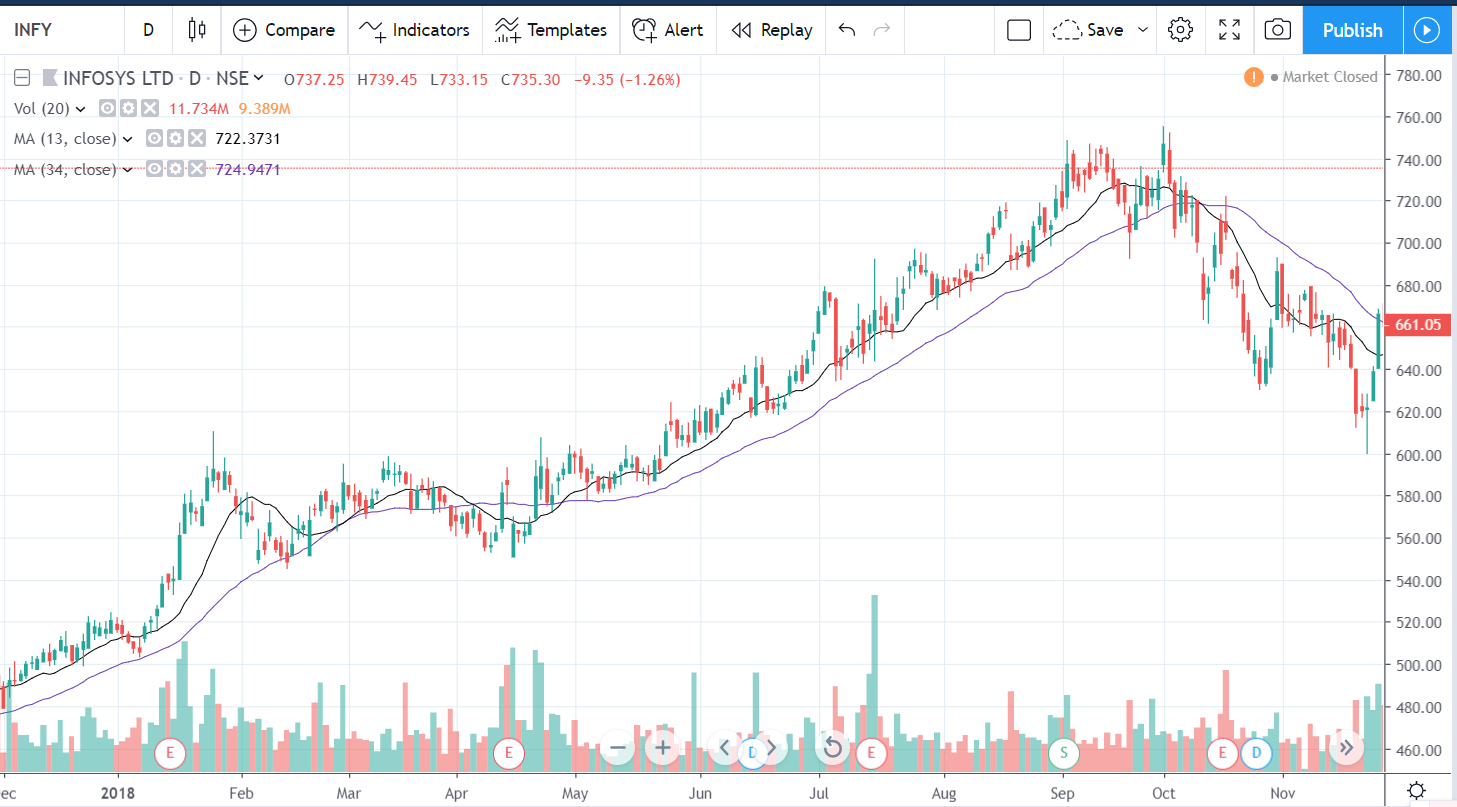 INFY D Compare Indicators Templates Alert Replay Save Publish
INFOSYS LTD · D · NSE O737.25 H739.45 L733.15 C735.30 −9.35 (−1.26%) ! Market Closed
Vol (20) 11.734M 9.389M
MA (13, close) 722.3731
MA (34, close) 724.9471
780.00
760.00
740.00
720.00
700.00
680.00
661.05
640.00
620.00
600.00
580.00
560.00
540.00
520.00
500.00
480.00
460.00
E E D E S E D
ec 2018 Feb Mar Apr May Jun Jul Aug Sep Oct Nov